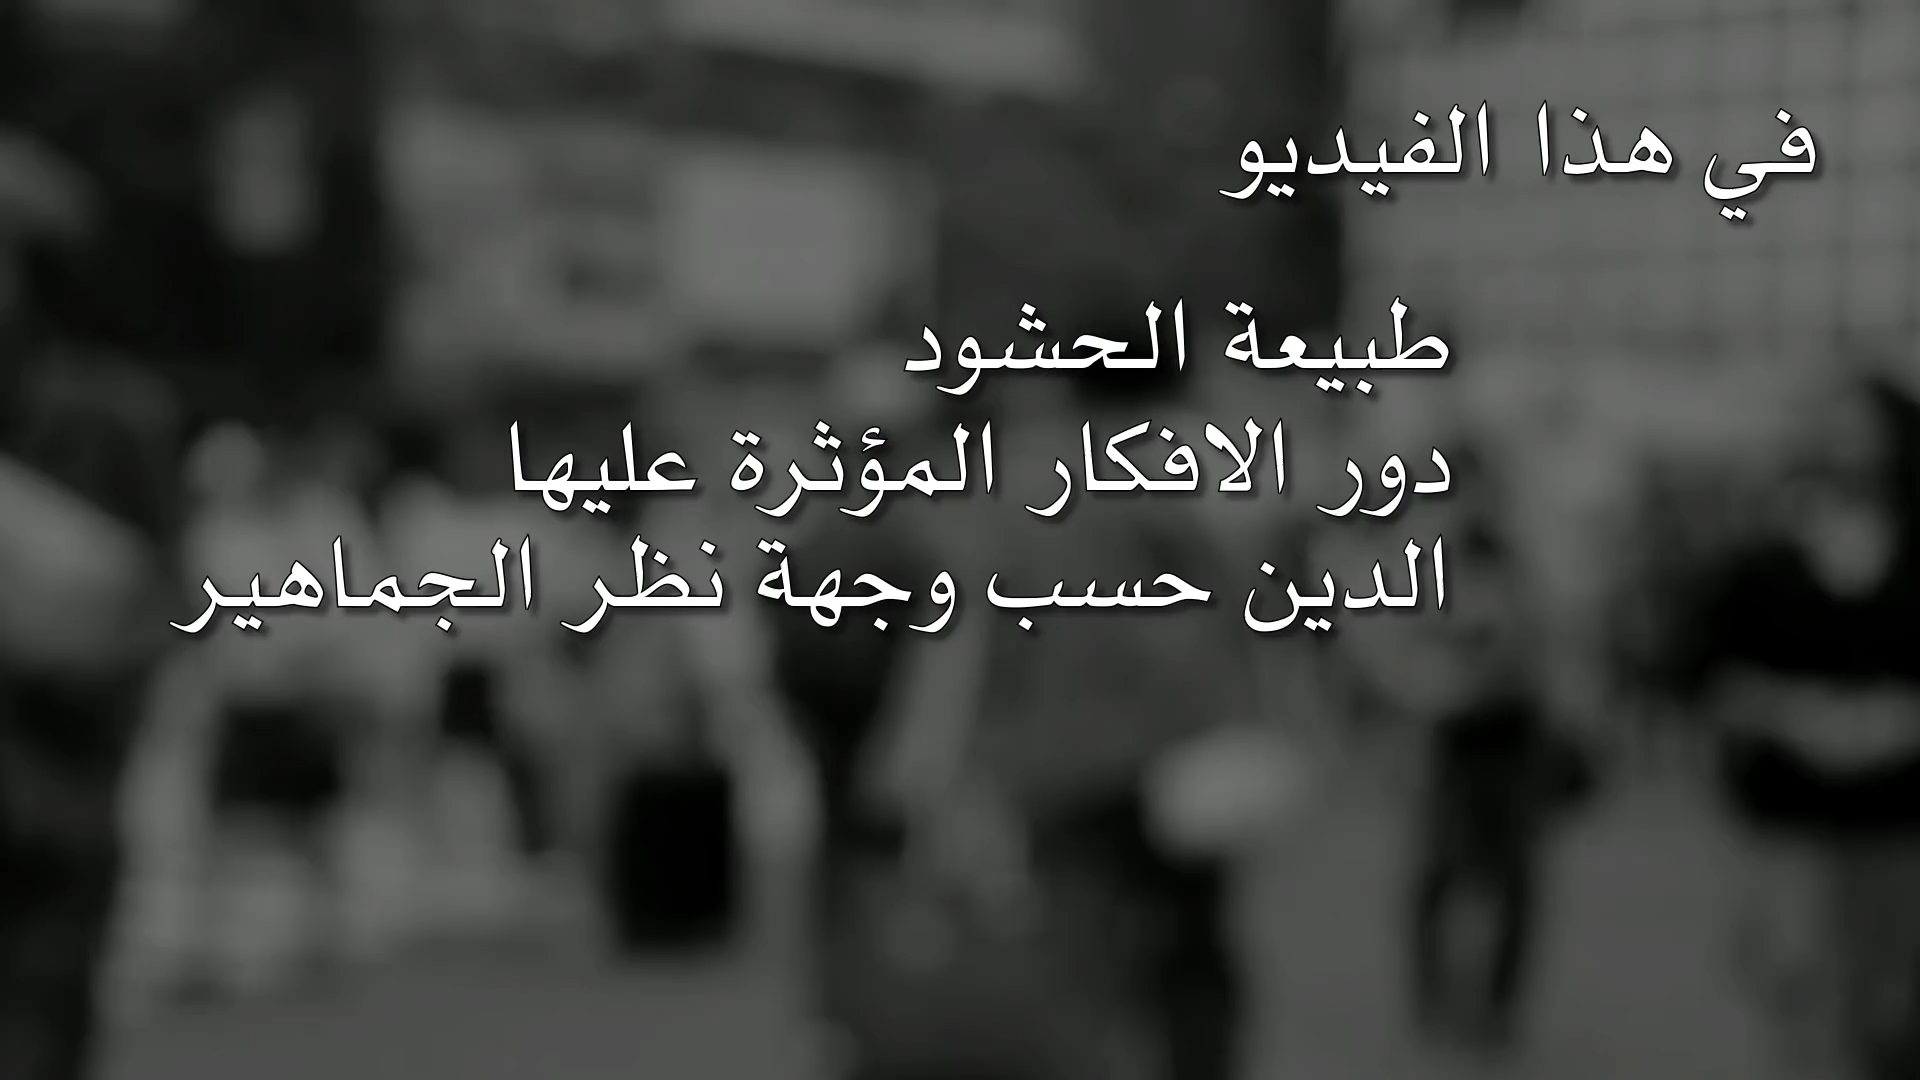 في هذا الفيديو
طبيعة الحشود
دور الافكار المؤثرة عليها
الدين حسب وجهة نظر الجماهير